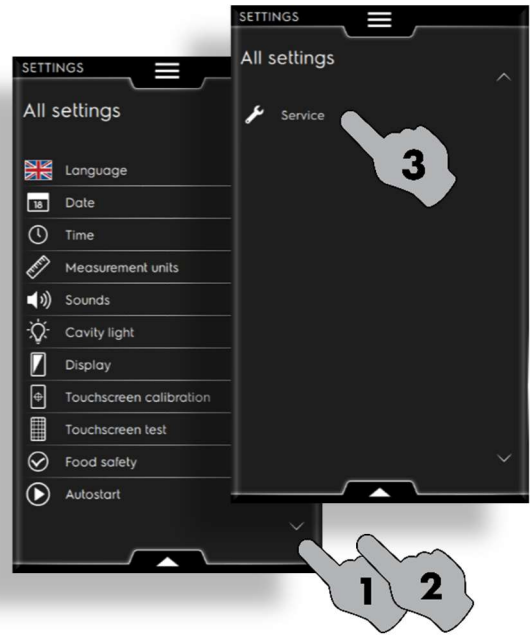 SETTINGS
All settings
Language
18 Date
Time
Measurement units
Sounds
Cavity light
Display
Touchscreen calibration
Touchscreen test
Food safety
Autostart
SETTINGS
All settings
Service
3
1
2